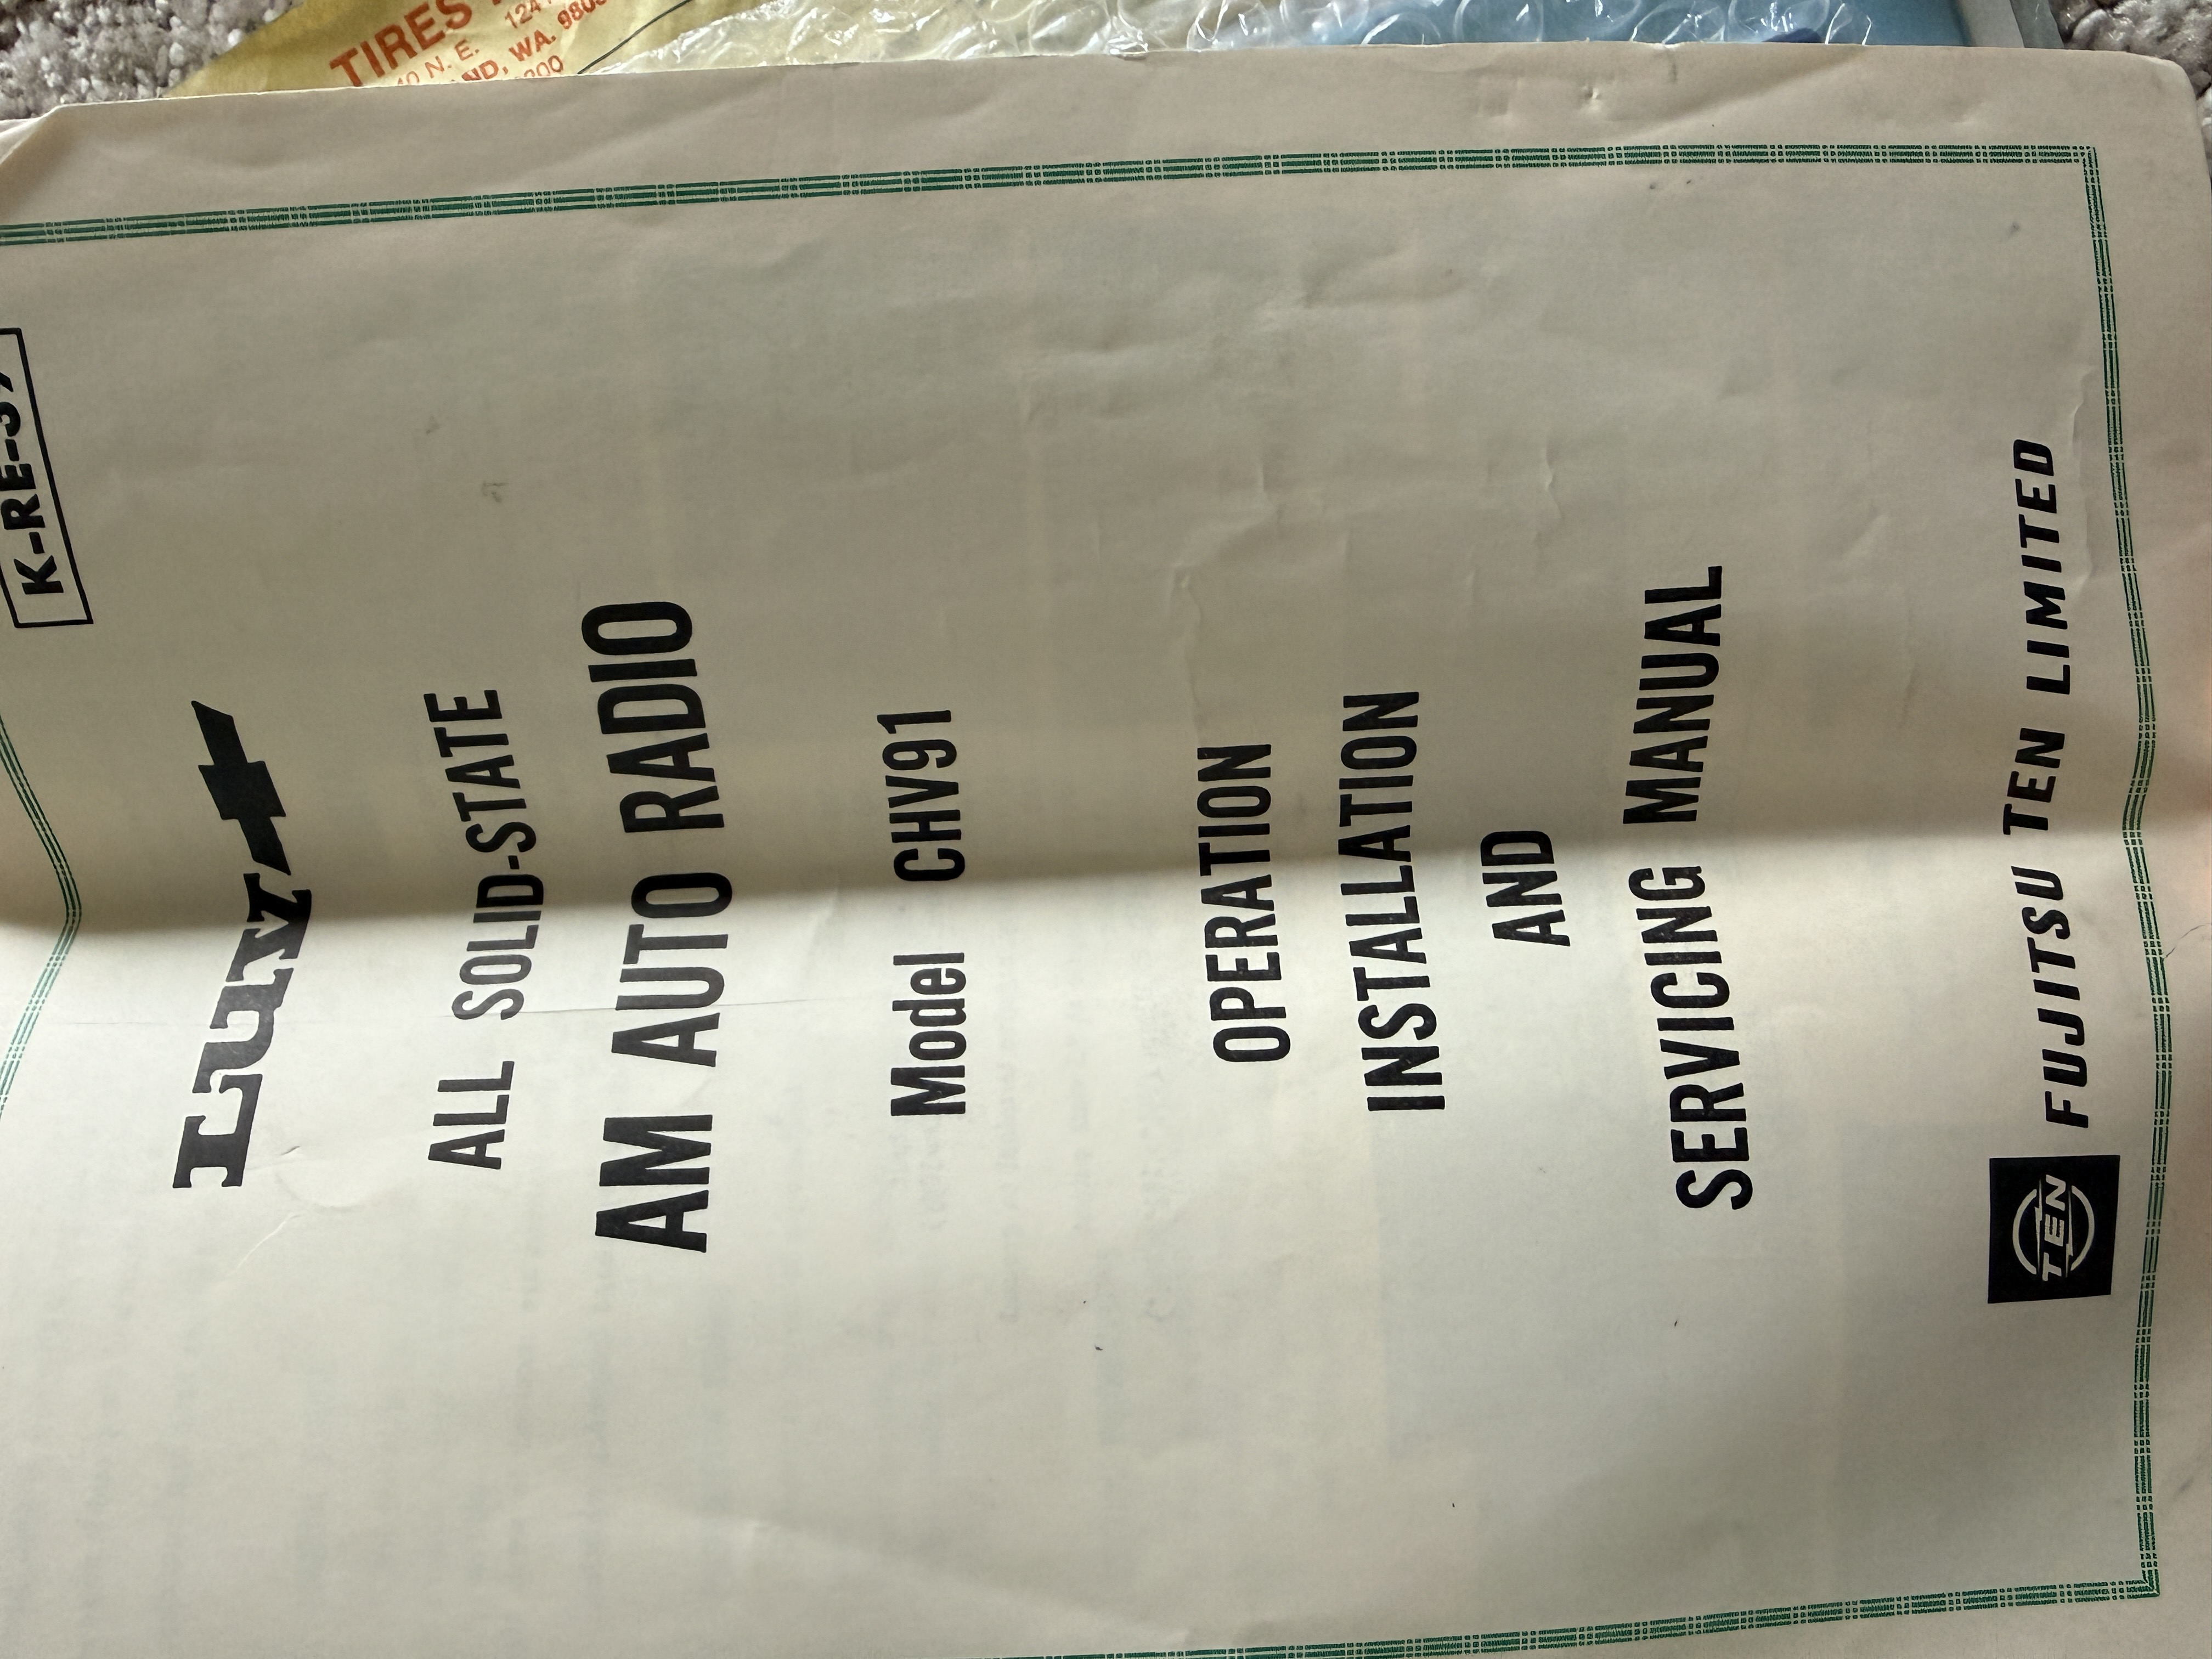 TIRES
N. E.
WA.
K-RE-
LUV
ALL SOLID-STATE
AM AUTO RADIO
Model CHV91
OPERATION
INSTALLATION
AND
SERVICING MANUAL
TEN FUJITSU TEN LIMITED